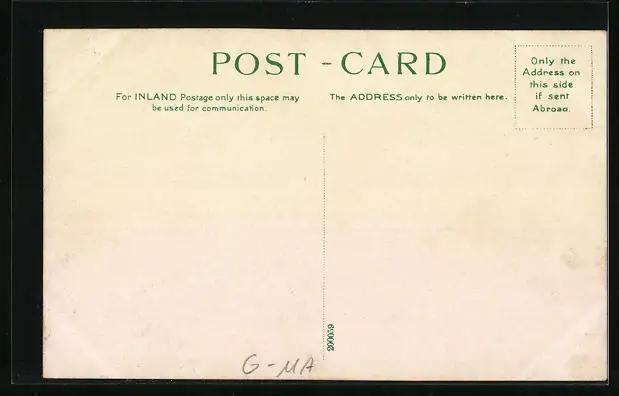 POST - CARD
For INLAND Postage only this space may
be used for communication.
The ADDRESS only to be written here.
Only the
Address on
this side
if sent
Abroad.
200059
G-MA